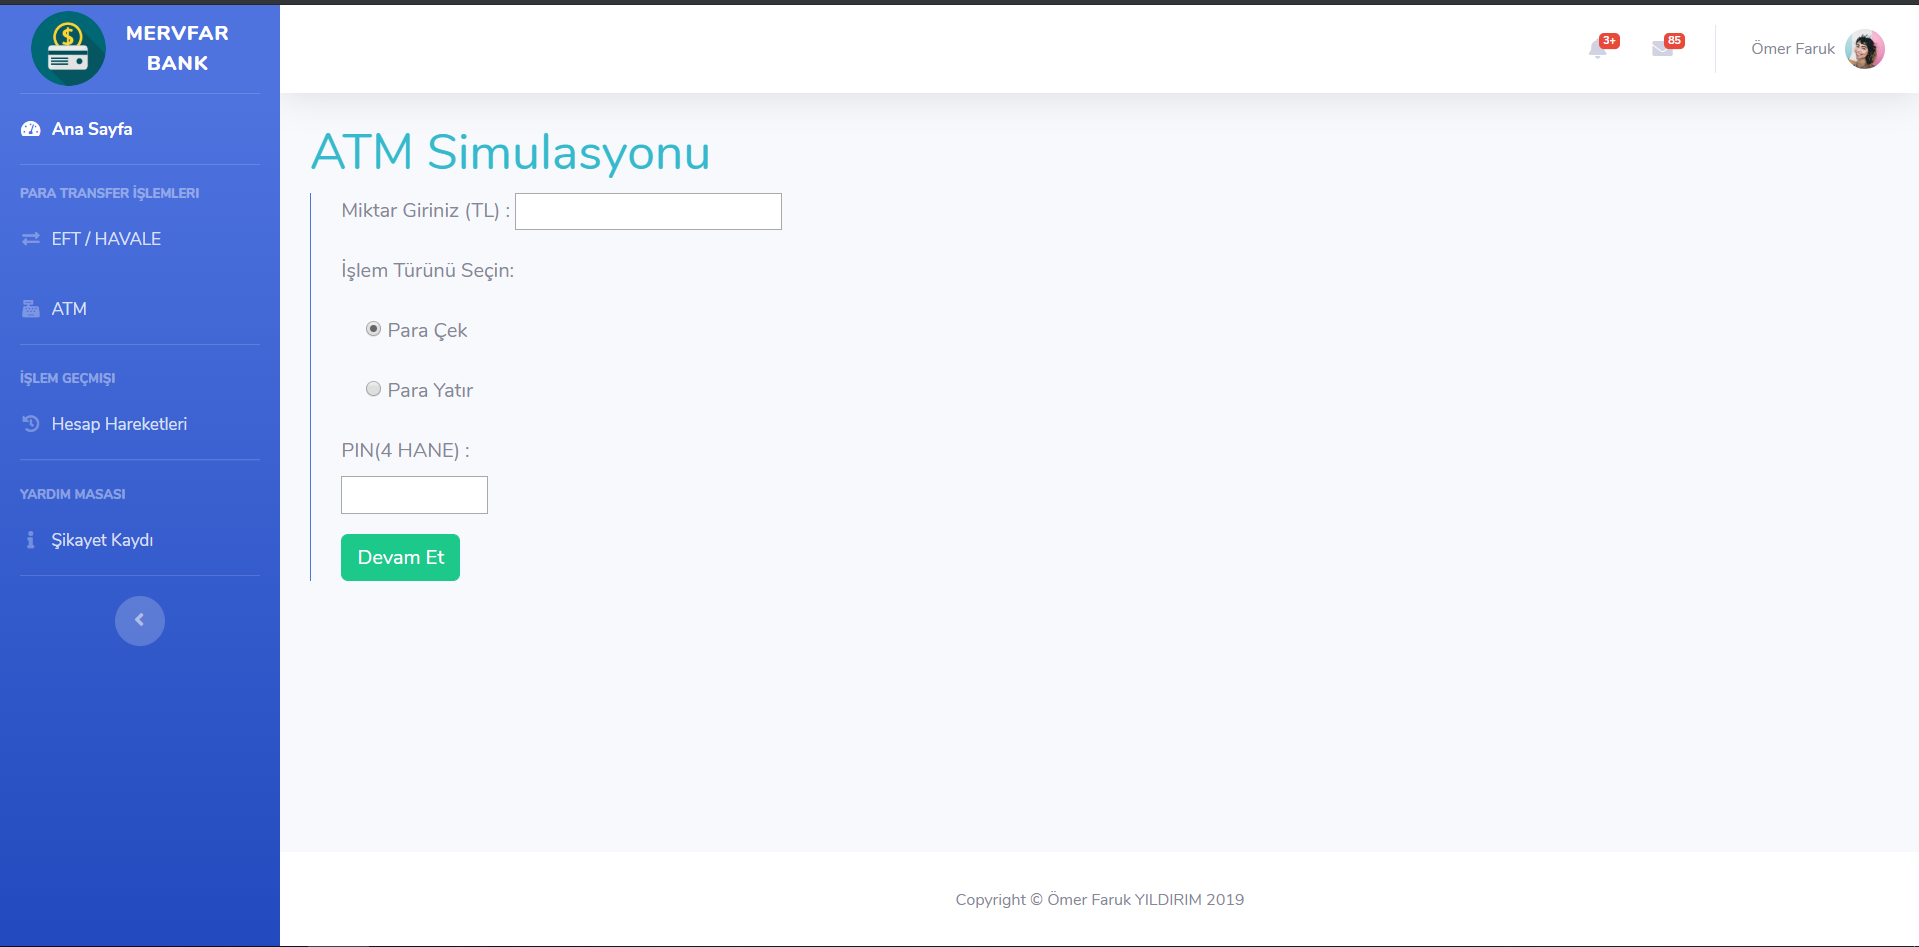 MERVFAR
BANK
3+
85
Ömer Faruk
Ana Sayfa
PARA TRANSFER İŞLEMLERI
EFT / HAVALE
ATM
İŞLEM GEÇMIŞI
Hesap Hareketleri
YARDIM MASASI
Şikayet Kaydı
ATM Simulasyonu
Miktar Giriniz (TL) :
İşlem Türünü Seçin:
Para Çek
Para Yatır
PIN(4 HANE) :
Devam Et
Copyright © Ömer Faruk YILDIRIM 2019